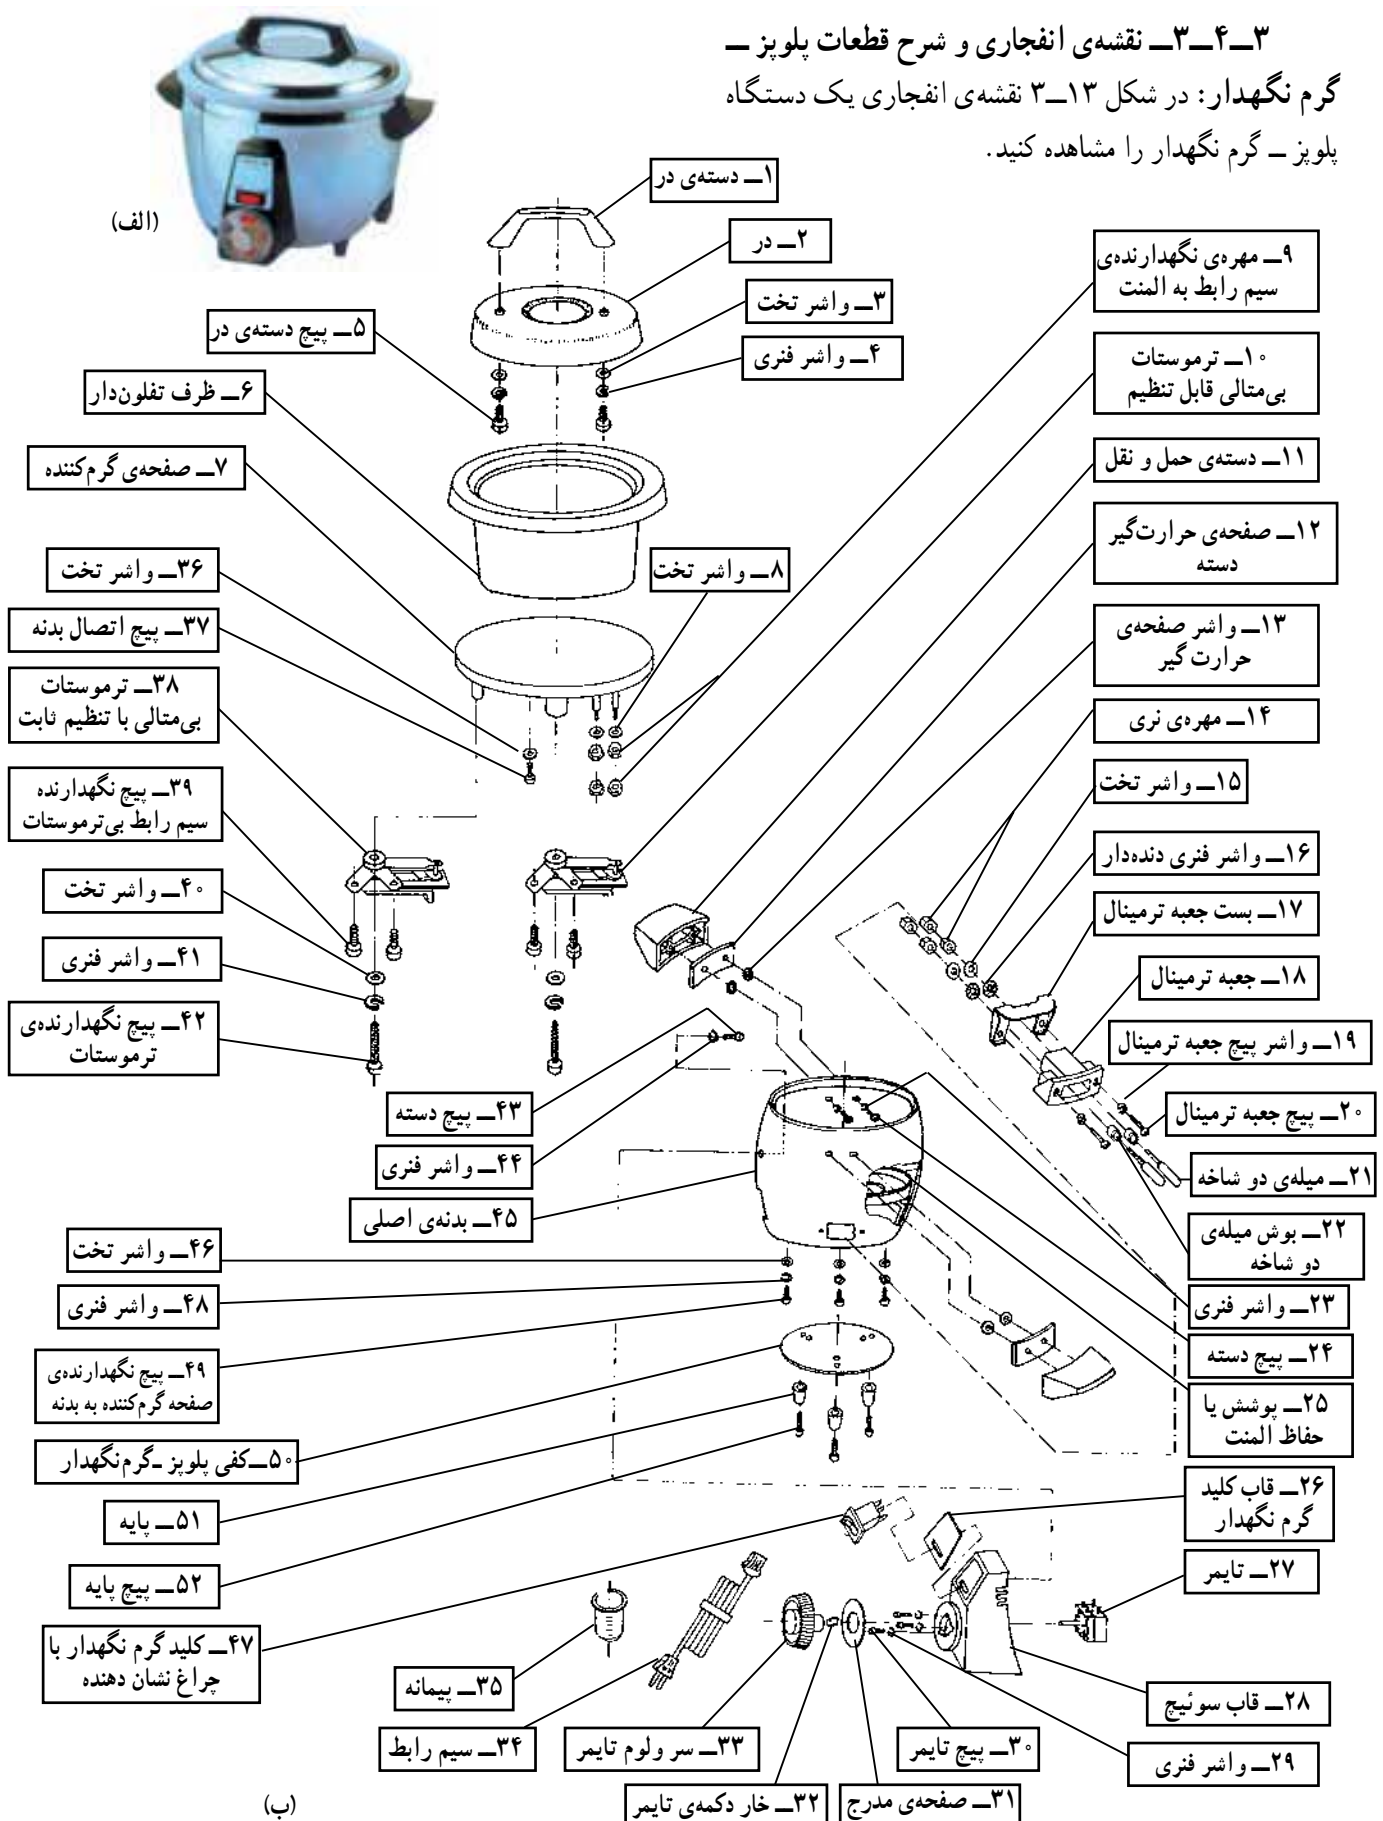 ۳ــ۴ــ۳ــ نقشه‌ی انفجاری و شرح قطعات پلوپز ــ
گرم نگهدار: در شکل ۱۳ــ۳ نقشه‌ی انفجاری یک دستگاه
پلوپز ــ گرم نگهدار را مشاهده کنید.
(الف)
۱ــ دسته‌ی در
۲ــ در
۳ــ واشر تخت
۴ــ واشر فنری
۵ــ پیچ دسته‌ی در
۶ــ ظرف تفلون‌دار
۷ــ صفحه‌ی گرم‌کننده
۸ــ واشر تخت
۹ــ مهره‌ی نگهدارنده‌ی
سیم رابط به المنت
۱۰ــ ترموستات
بی‌متالی قابل تنظیم
۱۱ــ دسته‌ی حمل و نقل
۱۲ــ صفحه‌ی حرارت‌گیر
دسته
۱۳ــ واشر صفحه‌ی
حرارت گیر
۱۴ــ مهره‌ی نری
۱۵ــ واشر تخت
۱۶ــ واشر فنری دنده‌دار
۱۷ــ بست جعبه ترمینال
۱۸ــ جعبه ترمینال
۱۹ــ واشر پیچ جعبه ترمینال
۲۰ــ پیچ جعبه ترمینال
۲۱ــ میله‌ی دو شاخه
۲۲ــ بوش میله‌ی
دو شاخه
۲۳ــ واشر فنری
۲۴ــ پیچ دسته
۲۵ــ پوشش یا
حفاظ المنت
۲۶ــ قاب کلید
گرم نگهدار
۲۷ــ تایمر
۲۸ــ قاب سوئیچ
۲۹ــ واشر فنری
۳۰ــ پیچ تایمر
۳۱ــ صفحه‌ی مدرج
۳۲ــ خار دکمه‌ی تایمر
۳۳ــ سر ولوم تایمر
۳۴ــ سیم رابط
۳۵ــ پیمانه
۳۶ــ واشر تخت
۳۷ــ پیچ اتصال بدنه
۳۸ــ ترموستات
بی‌متالی با تنظیم ثابت
۳۹ــ پیچ نگهدارنده
سیم رابط بی‌ترموستات
۴۰ــ واشر تخت
۴۱ــ واشر فنری
۴۲ــ پیچ نگهدارنده‌ی
ترموستات
۴۳ــ پیچ دسته
۴۴ــ واشر فنری
۴۵ــ بدنه‌ی اصلی
۴۶ــ واشر تخت
۴۸ــ واشر فنری
۴۹ــ پیچ نگهدارنده‌ی
صفحه گرم‌کننده به بدنه
۵۰ــ کفی پلوپز ـ گرم‌نگهدار
۵۱ــ پایه
۵۲ــ پیچ پایه
۴۷ــ کلید گرم نگهدار با
چراغ نشان دهنده
(ب)